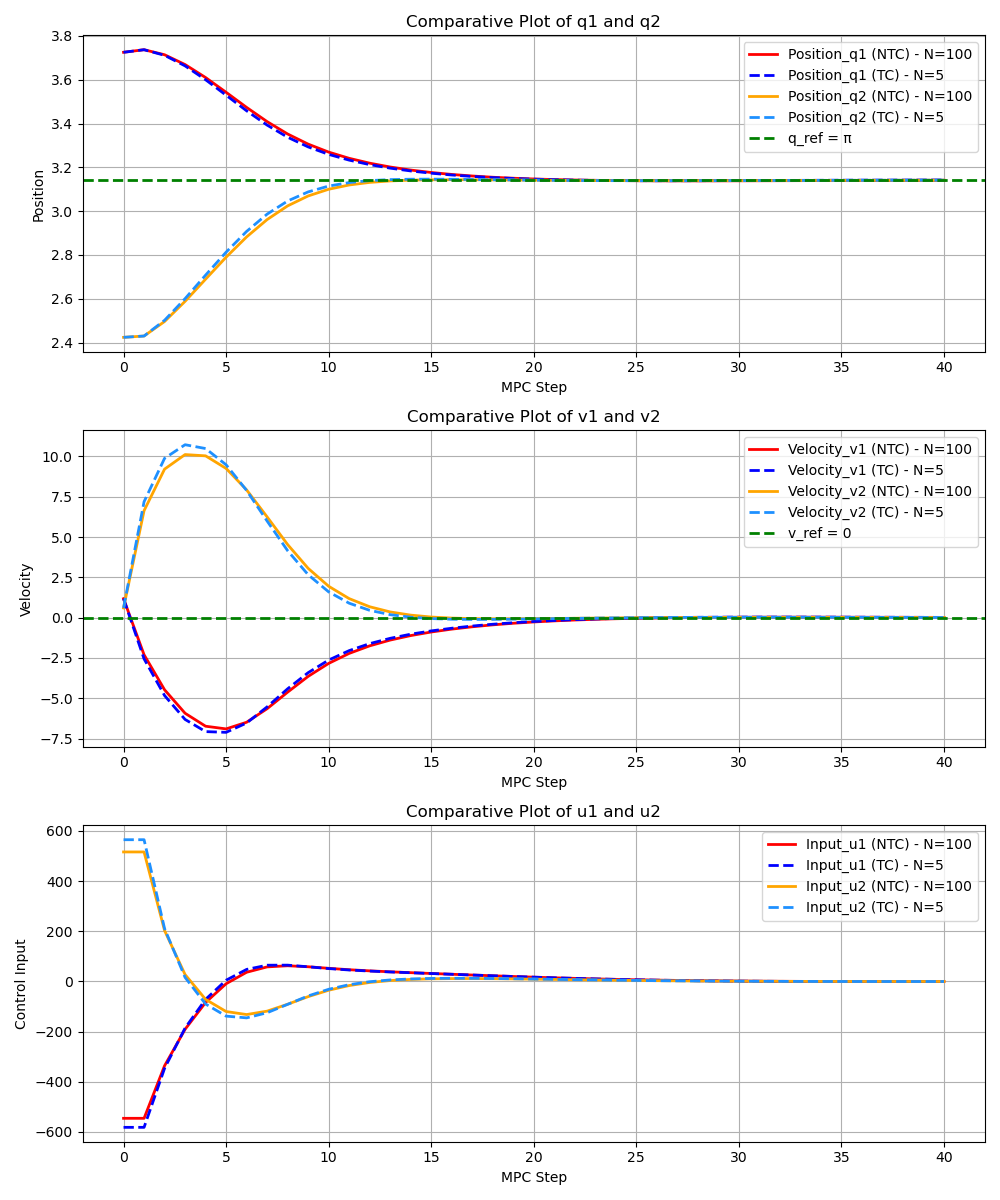 Comparative Plot of q1 and q2
3.8
3.6
3.4
3.2
3.0
2.8
2.6
2.4
Position
Position_q1 (NTC) - N=100
Position_q1 (TC) - N=5
Position_q2 (NTC) - N=100
Position_q2 (TC) - N=5
q_ref = π
0 5 10 15 20 25 30 35 40
MPC Step
Comparative Plot of v1 and v2
10.0
7.5
5.0
2.5
0.0
−2.5
−5.0
−7.5
Velocity
Velocity_v1 (NTC) - N=100
Velocity_v1 (TC) - N=5
Velocity_v2 (NTC) - N=100
Velocity_v2 (TC) - N=5
v_ref = 0
0 5 10 15 20 25 30 35 40
MPC Step
Comparative Plot of u1 and u2
600
400
200
0
−200
−400
−600
Control Input
Input_u1 (NTC) - N=100
Input_u1 (TC) - N=5
Input_u2 (NTC) - N=100
Input_u2 (TC) - N=5
0 5 10 15 20 25 30 35 40
MPC Step